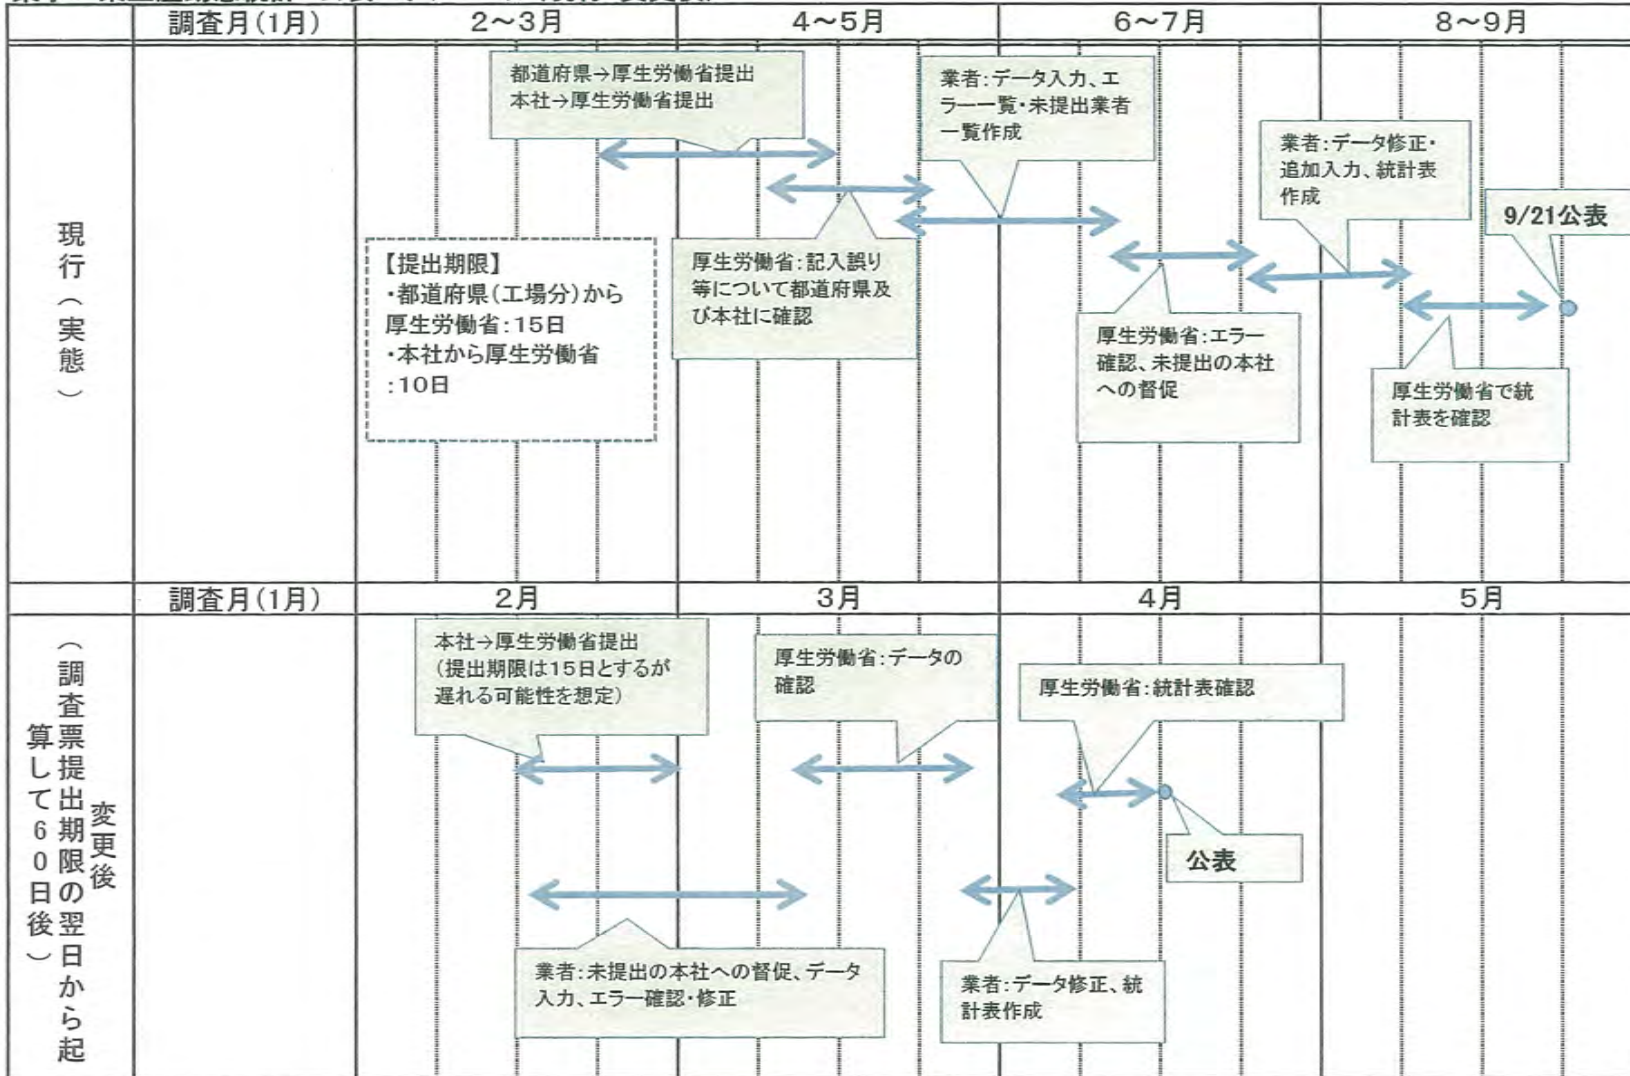 調査月(1月)
2～3月
4～5月
6～7月
8～9月
現行(実態)
都道府県→厚生労働省提出
本社→厚生労働省提出
業者:データ入力、エ
ラー一覧・未提出業者
一覧作成
業者:データ修正・
追加入力、統計表
作成
9/21公表
【提出期限】
・都道府県(工場分)から
厚生労働省:15日
・本社から厚生労働省
:10日
厚生労働省:記入誤り
等について都道府県及
び本社に確認
厚生労働省:エラー
確認、未提出の本社
への督促
厚生労働省で統
計表を確認
調査月(1月)
2月
3月
4月
5月
変更後
(調査票提出期限の翌日から起
算して60日後)
本社→厚生労働省提出
(提出期限は15日とするが
遅れる可能性を想定)
厚生労働省:データの
確認
厚生労働省:統計表確認
公表
業者:未提出の本社への督促、データ
入力、エラー確認・修正
業者:データ修正、統
計表作成